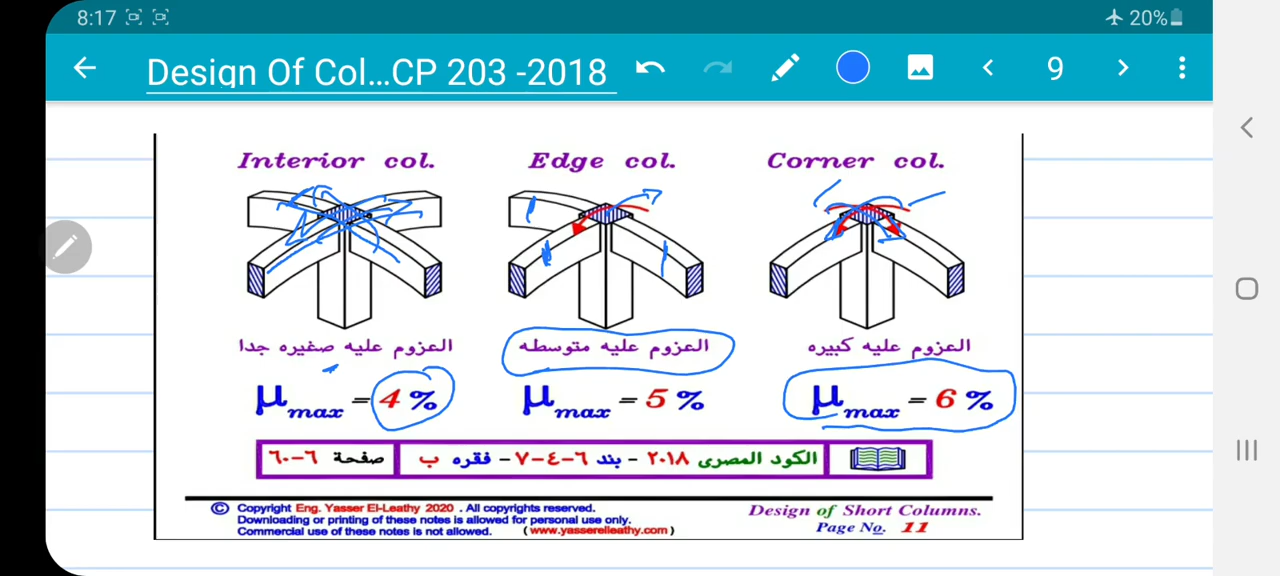 8:17 20%
Design Of Col...CP 203 -2018 9
Interior col. Edge col. Corner col.
العزوم عليه صغيره جدا العزوم عليه متوسطه العزوم عليه كبيره
μmax = 4 % μmax = 5 % μmax = 6 %
الكود المصرى ٢٠١٨ - بند ٦-٤-٧ - فقره ب صفحة ٦-٦٠
© Copyright Eng. Yasser El-Leathy 2020 . All copyrights reserved.
Downloading or printing of these notes is allowed for personal use only.
Commercial use of these notes is not allowed. ( www.yasserelleathy.com )
Design of Short Columns.
Page No. 11